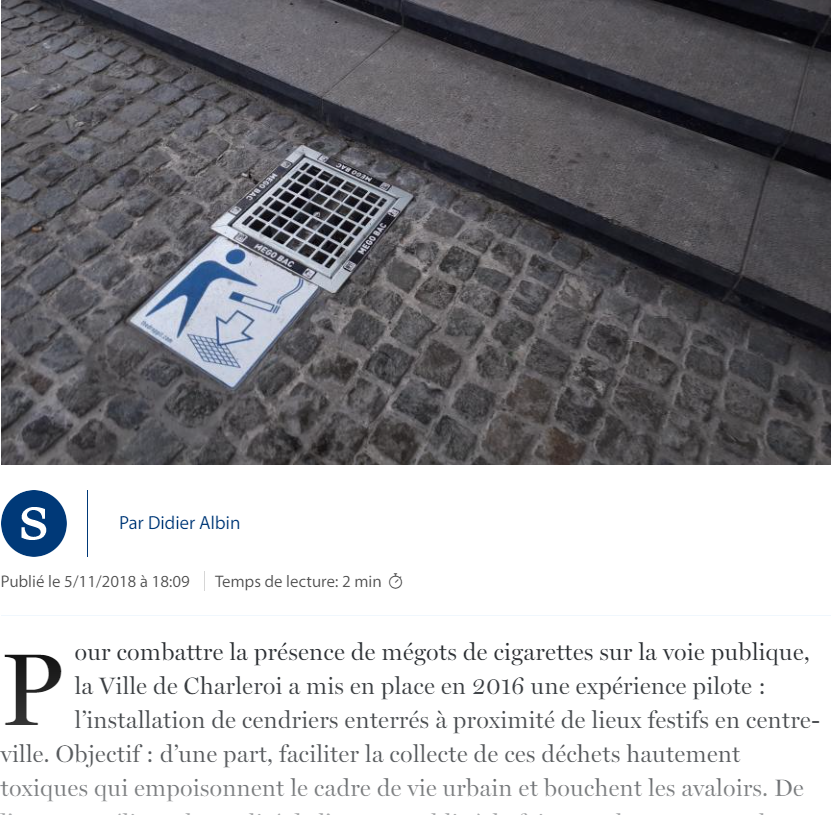 MEGO BAC
MEGO BAC
MEGO BAC
MEGO BAC
S
Par Didier Albin
Publié le 5/11/2018 à 18:09 Temps de lecture: 2 min
Pour combattre la présence de mégots de cigarettes sur la voie publique,
la Ville de Charleroi a mis en place en 2016 une expérience pilote :
l’installation de cendriers enterrés à proximité de lieux festifs en centre-
ville. Objectif : d’une part, faciliter la collecte de ces déchets hautement
toxiques qui empoisonnent le cadre de vie urbain et bouchent les avaloirs. De